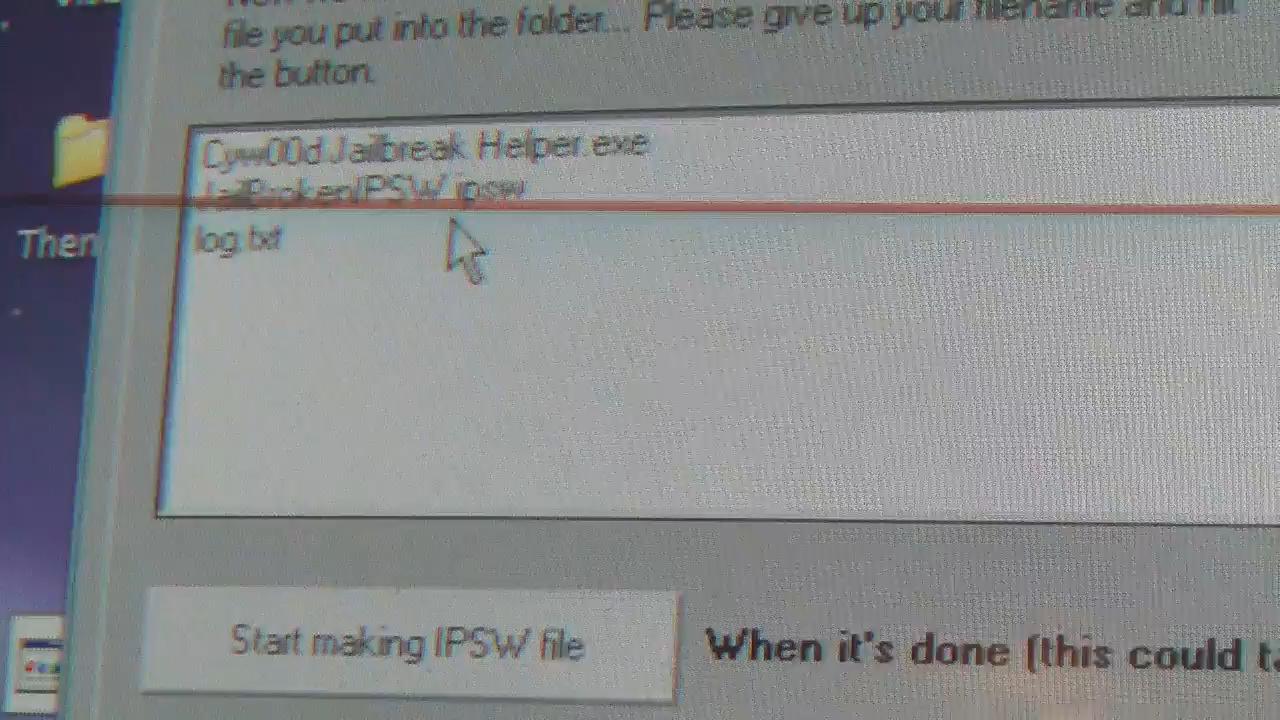 file you put into the folder... Please give up your filename and hit
the button.
Cyw00d Jailbreak Helper.exe
JailBrokenIPSW.ipsw
log.txt
Then
Start making IPSW file
When it's done (this could